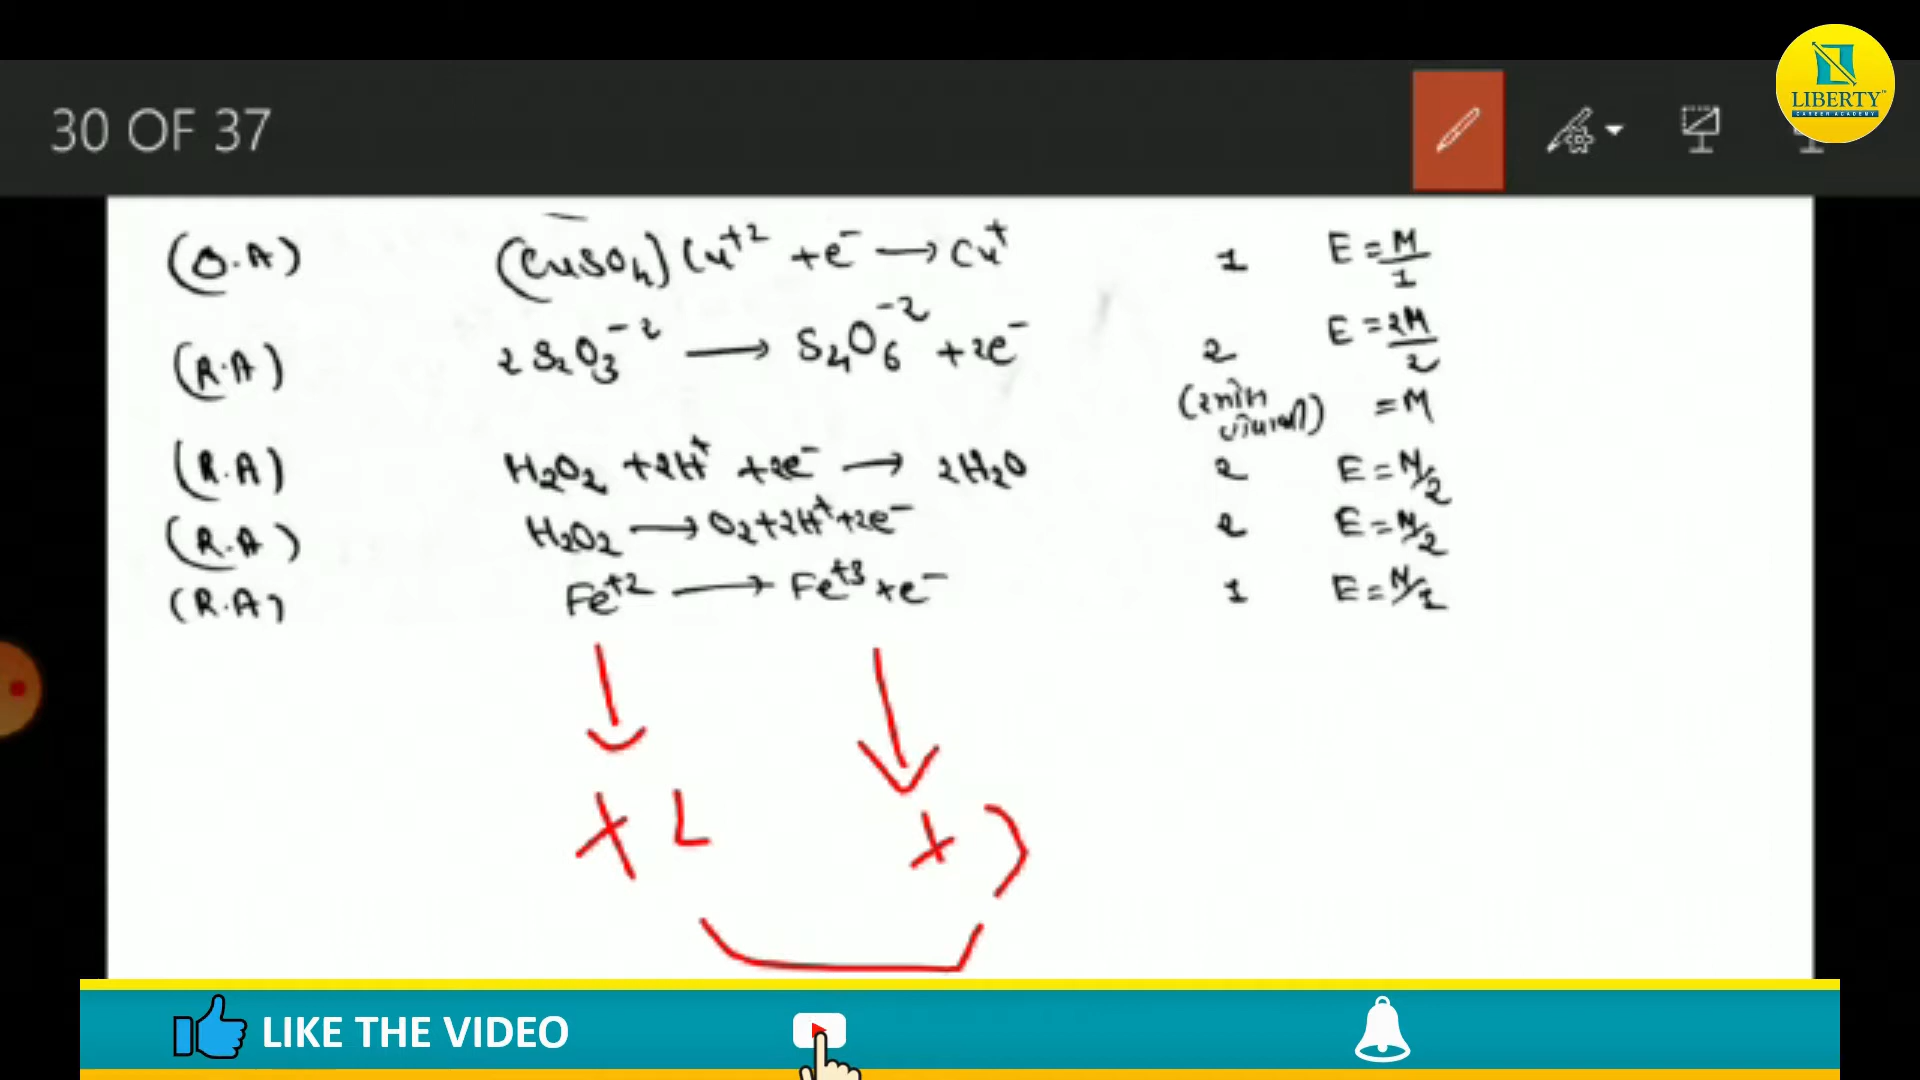 30 OF 37
LIBERTY
CAREER ACADEMY
(O.A) (CuSO₄) Cu⁺² + e⁻ → Cu⁺ 1 E = M/1
(R.A) 2S₂O₃⁻² → S₄O₆⁻² + 2e⁻ 2 E = 2M/2
= M
(R.A) H₂O₂ + 2H⁺ + 2e⁻ → 2H₂O 2 E = M/2
(R.A) H₂O₂ → O₂ + 2H⁺ + 2e⁻ 2 E = M/2
(R.A) Fe⁺² → Fe⁺³ + e⁻ 1 E = M/1
LIKE THE VIDEO